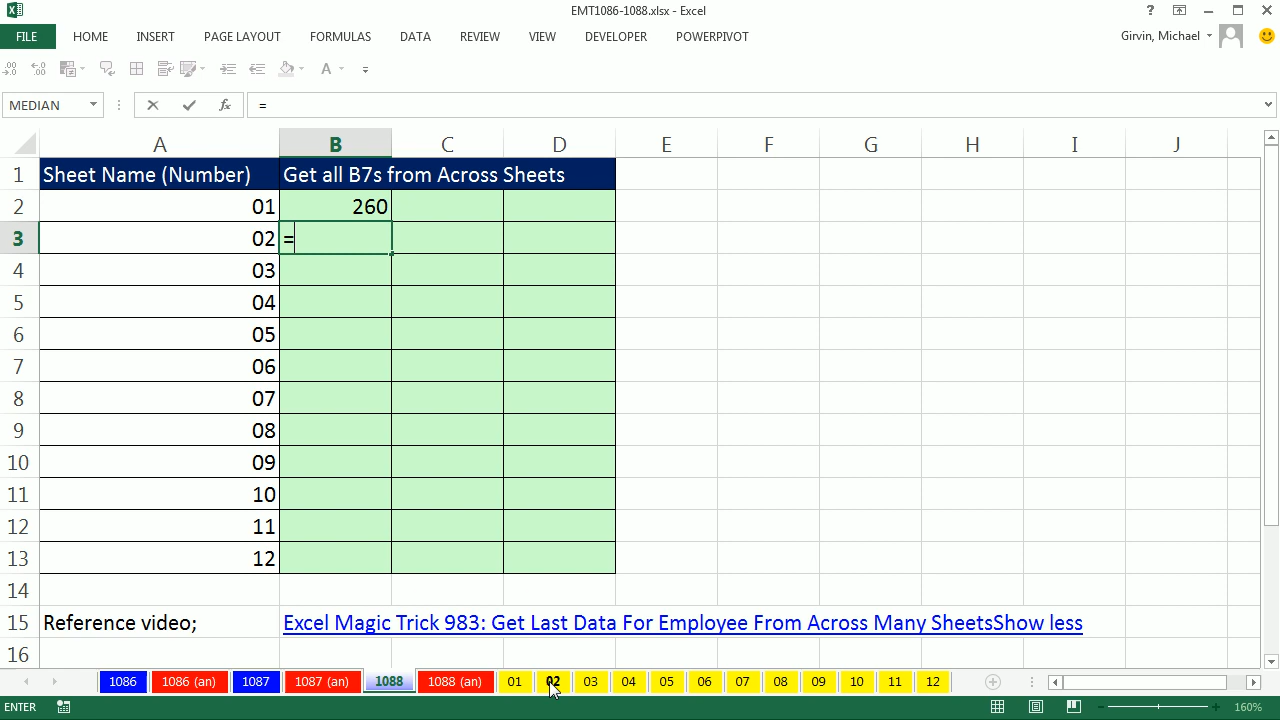 EMT1086-1088.xlsx - Excel
FILE HOME INSERT PAGE LAYOUT FORMULAS DATA REVIEW VIEW DEVELOPER POWERPIVOT Girvin, Michael
MEDIAN =
A B C D E F G H I J
1 Sheet Name (Number) Get all B7s from Across Sheets
2 01 260
3 02 =
4 03
5 04
6 05
7 06
8 07
9 08
10 09
11 10
12 11
13 12
14
15 Reference video; Excel Magic Trick 983: Get Last Data For Employee From Across Many SheetsShow less
16
1086 1086 (an) 1087 1087 (an) 1088 1088 (an) 01 02 03 04 05 06 07 08 09 10 11 12
ENTER 160%